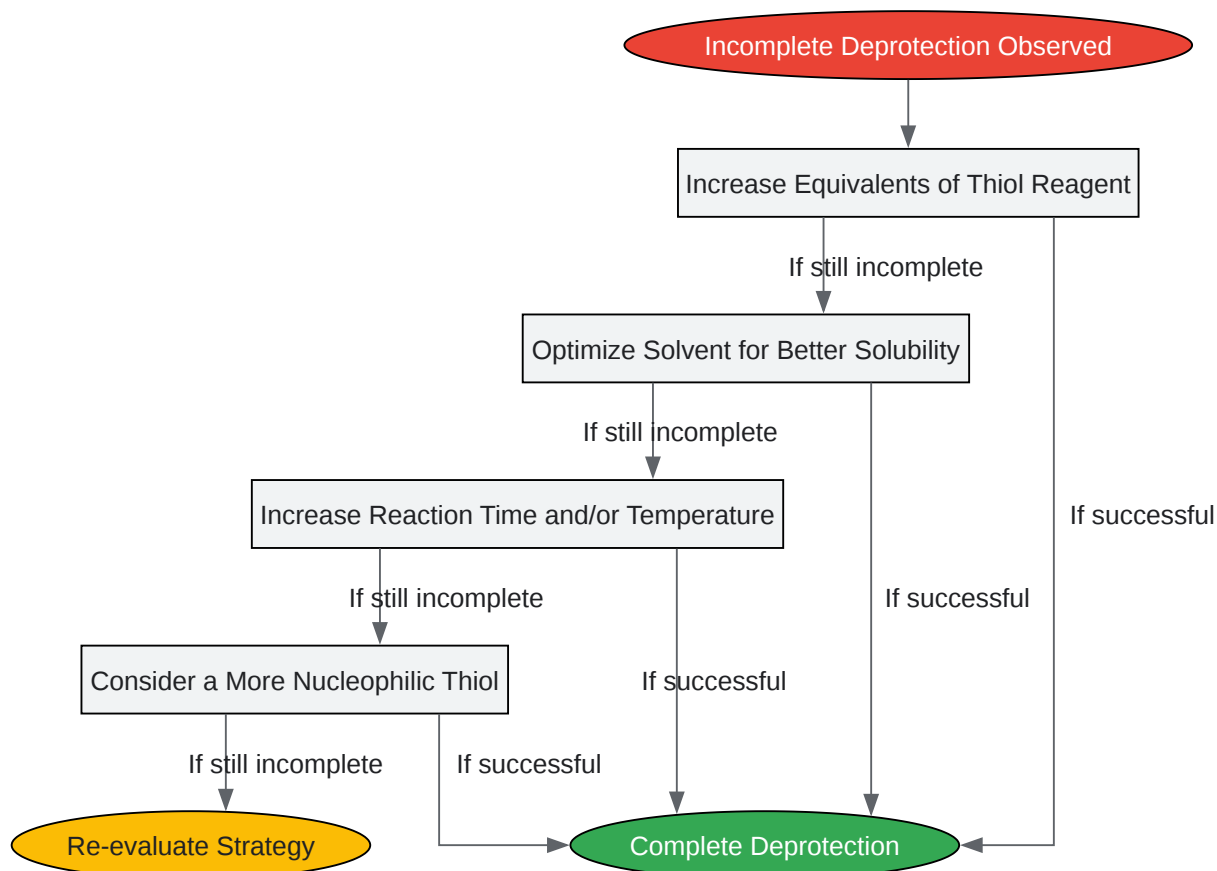 Incomplete Deprotection Observed
Increase Equivalents of Thiol Reagent
If still incomplete
Optimize Solvent for Better Solubility
If still incomplete
Increase Reaction Time and/or Temperature
If successful
If still incomplete
If successful
Consider a More Nucleophilic Thiol
If successful
If still incomplete
If successful
Re-evaluate Strategy
Complete Deprotection